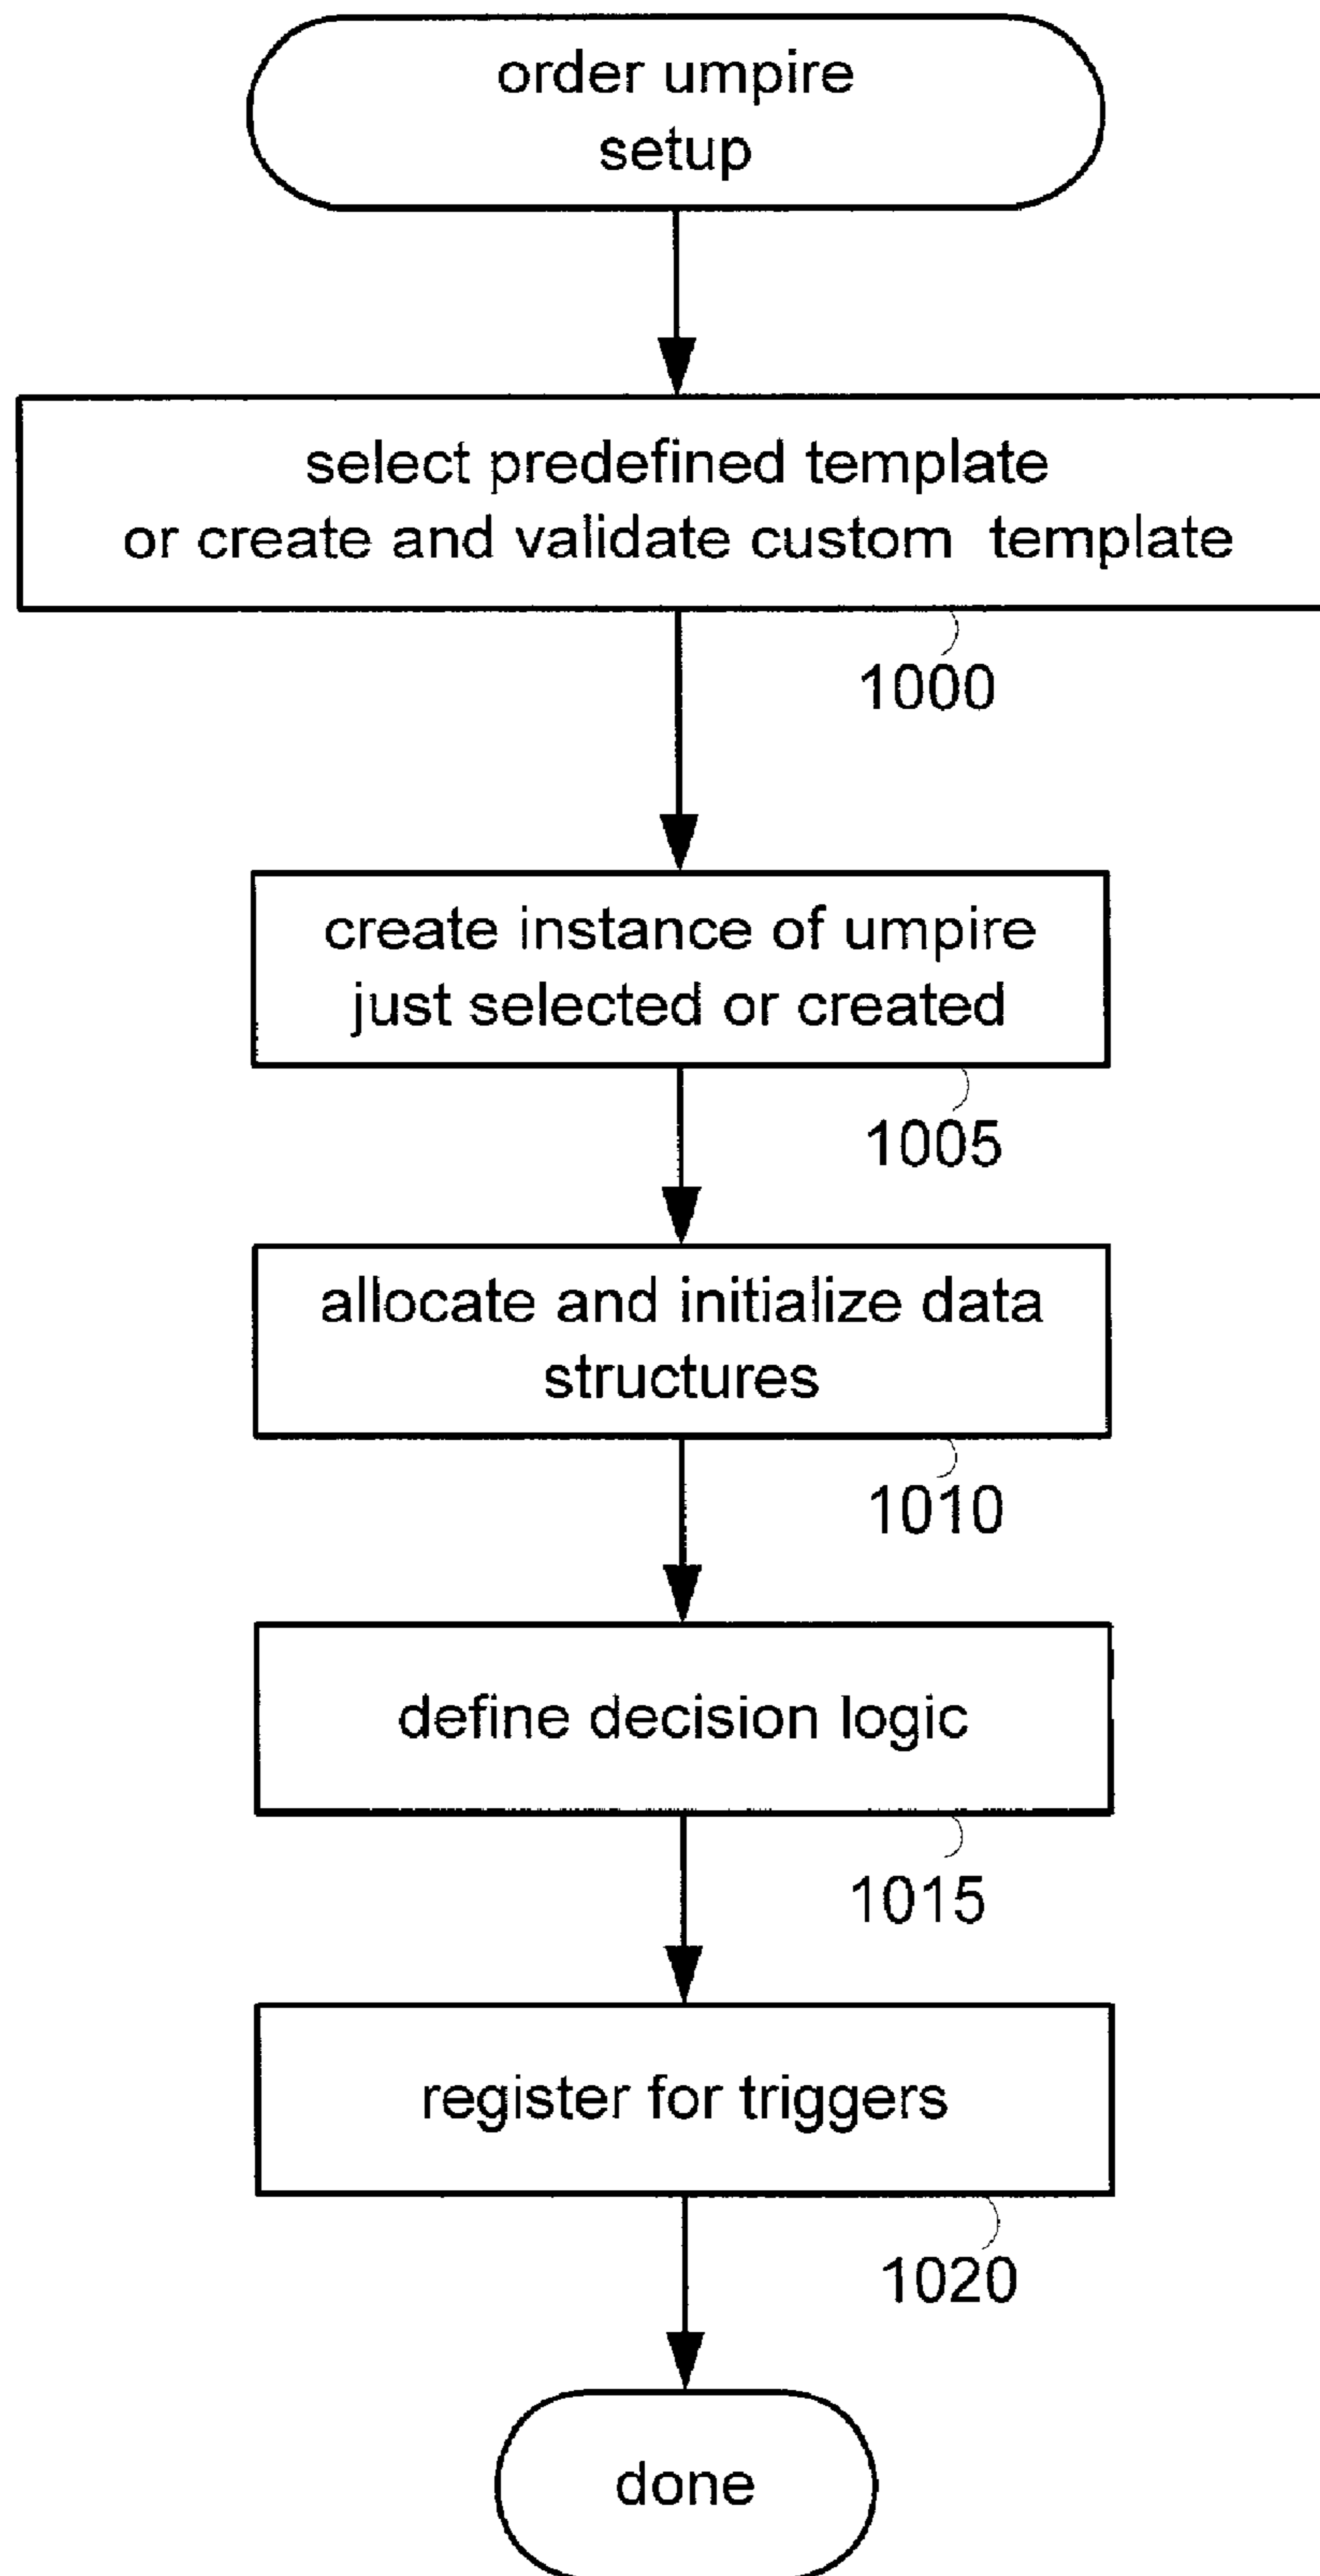 order umpire
setup
select predefined template
or create and validate custom template
1000
create instance of umpire
just selected or created
1005
allocate and initialize data
structures
1010
define decision logic
1015
register for triggers
1020
done